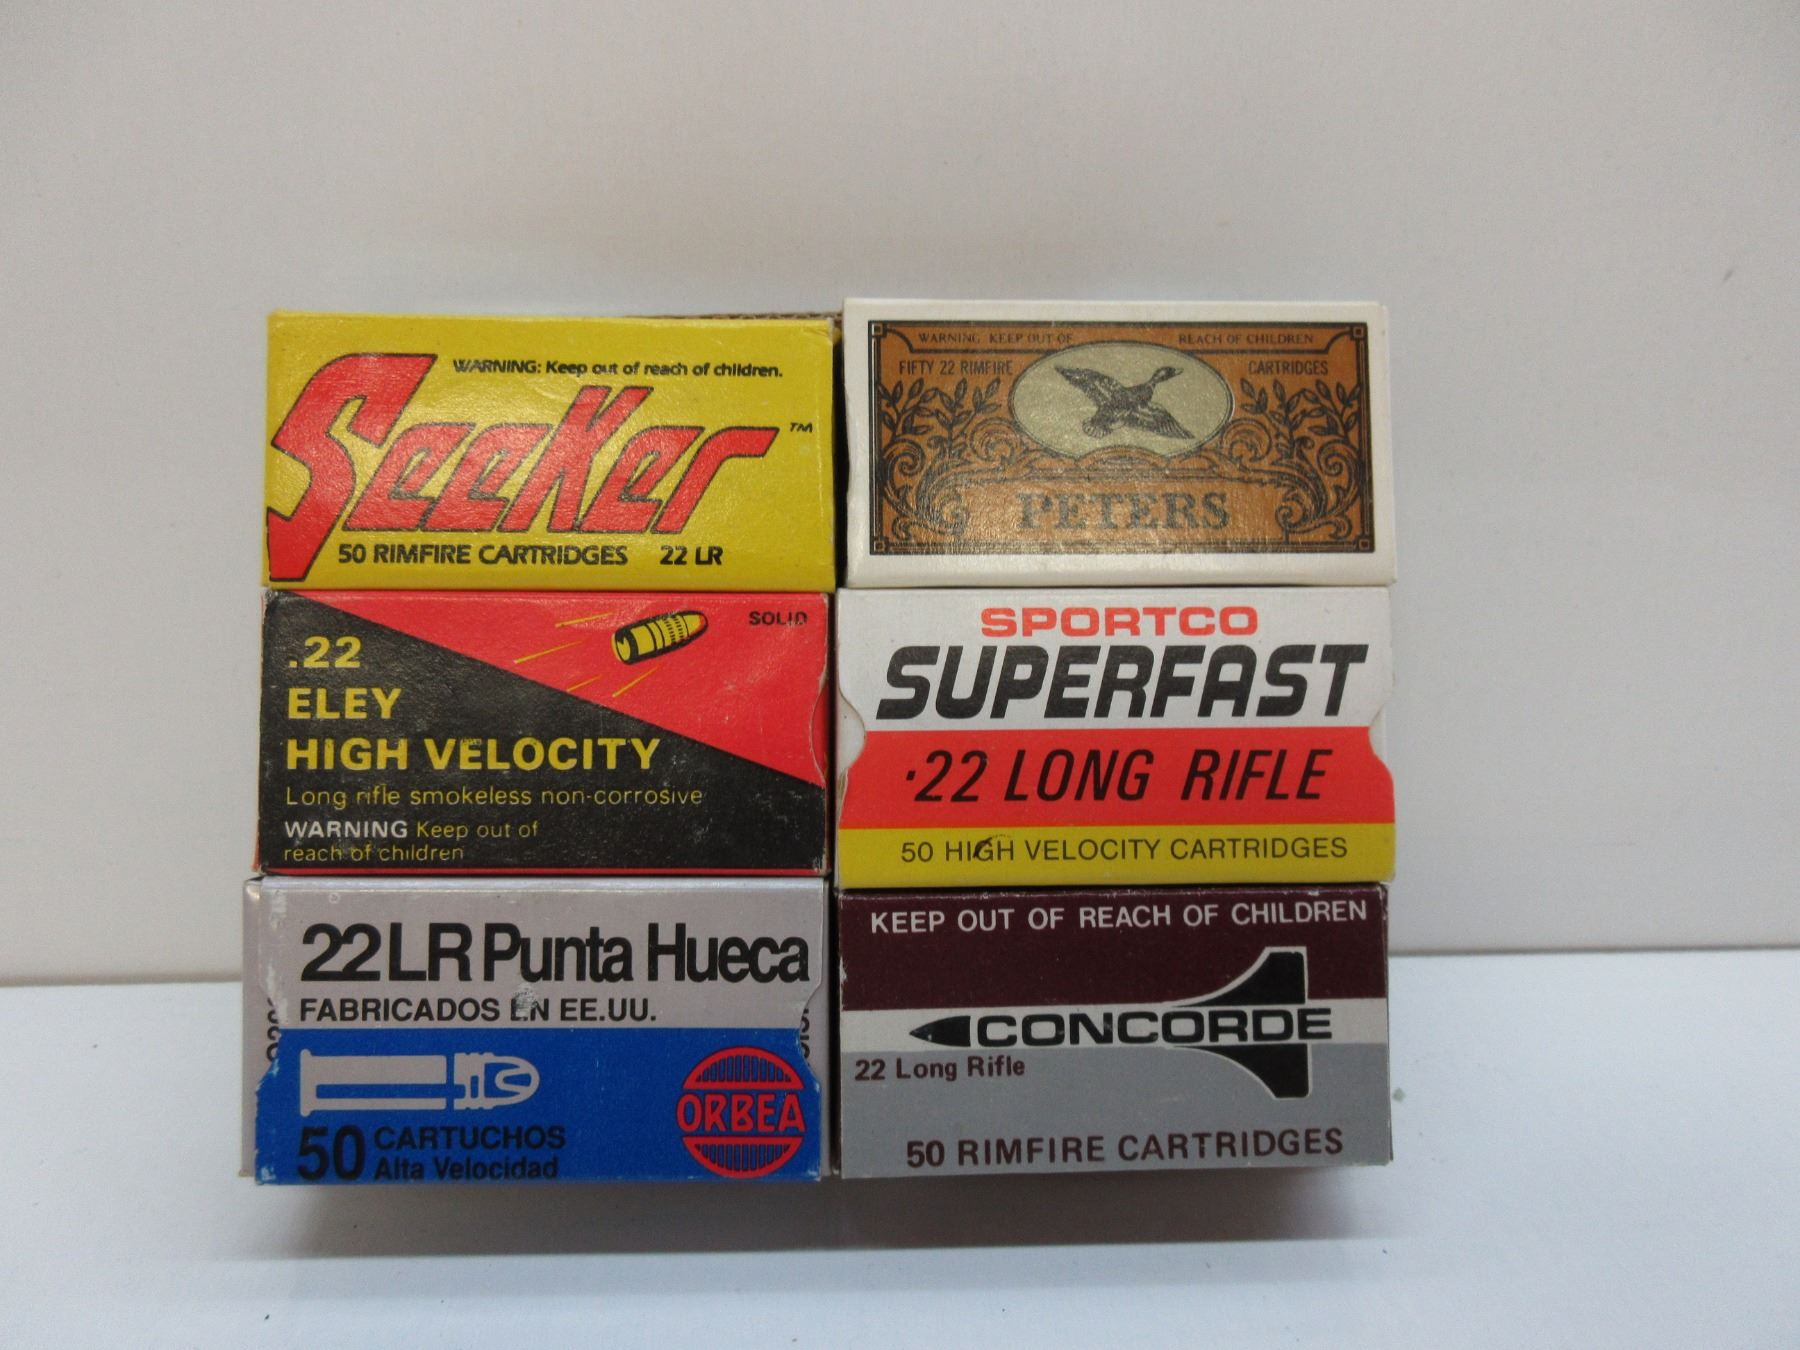 Seeker TM
WARNING: Keep out of reach of children.
50 RIMFIRE CARTRIDGES 22 LR
WARNING KEEP OUT OF REACH OF CHILDREN
FIFTY 22 RIMFIRE CARTRIDGES
PETERS
.22
ELEY
HIGH VELOCITY
SOLID
Long rifle smokeless non-corrosive
WARNING Keep out of
reach of children
SPORTCO
SUPERFAST
.22 LONG RIFLE
50 HIGH VELOCITY CARTRIDGES
22LR Punta Hueca
FABRICADOS EN EE.UU.
ORBEA
50 CARTUCHOS
Alta Velocidad
KEEP OUT OF REACH OF CHILDREN
CONCORDE
22 Long Rifle
50 RIMFIRE CARTRIDGES